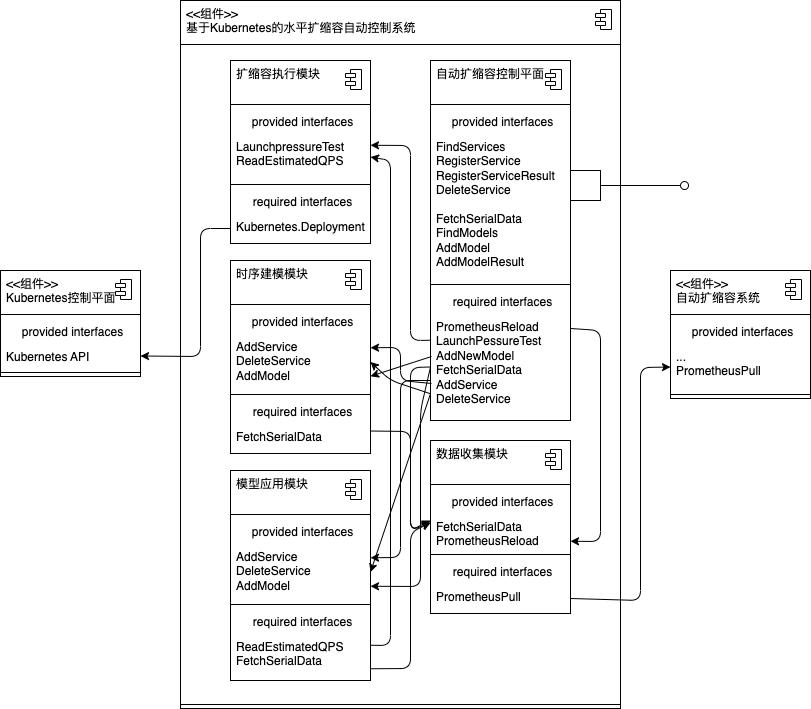 <<组件>>
基于Kubernetes的水平扩缩容自动控制系统
扩缩容执行模块
provided interfaces
LaunchpressureTest
ReadEstimatedQPS
required interfaces
Kubernetes.Deployment
自动扩缩容控制平面
provided interfaces
FindServices
RegisterService
RegisterServiceResult
DeleteService
FetchSerialData
FindModels
AddModel
AddModelResult
required interfaces
PrometheusReload
LaunchPessureTest
AddNewModel
FetchSerialData
AddService
DeleteService
<<组件>>
Kubernetes控制平面
provided interfaces
Kubernetes API
时序建模模块
provided interfaces
AddService
DeleteService
AddModel
required interfaces
FetchSerialData
<<组件>>
自动扩缩容系统
provided interfaces
...
PrometheusPull
模型应用模块
provided interfaces
AddService
DeleteService
AddModel
required interfaces
ReadEstimatedQPS
FetchSerialData
数据收集模块
provided interfaces
FetchSerialData
PrometheusReload
required interfaces
PrometheusPull